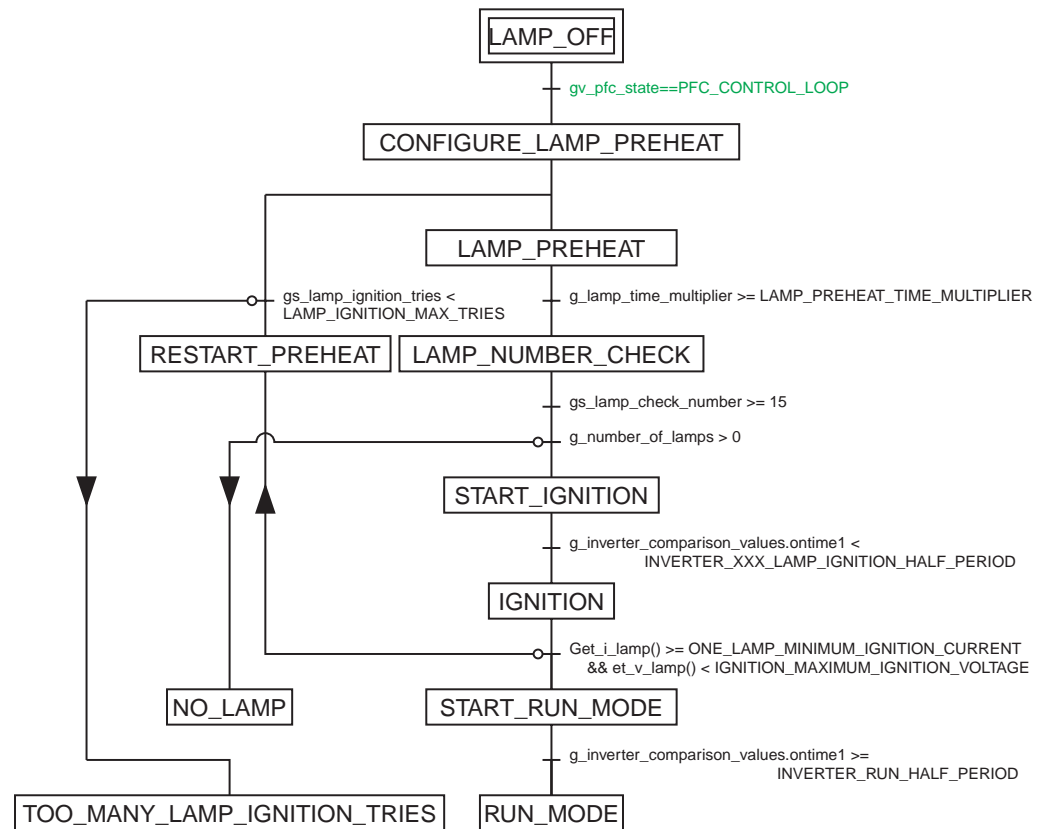 LAMP_OFF
gv_pfc_state==PFC_CONTROL_LOOP
CONFIGURE_LAMP_PREHEAT
LAMP_PREHEAT
gs_lamp_ignition_tries <
LAMP_IGNITION_MAX_TRIES
g_lamp_time_multiplier >= LAMP_PREHEAT_TIME_MULTIPLIER
RESTART_PREHEAT
LAMP_NUMBER_CHECK
gs_lamp_check_number >= 15
g_number_of_lamps > 0
START_IGNITION
g_inverter_comparison_values.ontime1 <
INVERTER_XXX_LAMP_IGNITION_HALF_PERIOD
IGNITION
Get_i_lamp() >= ONE_LAMP_MINIMUM_IGNITION_CURRENT
&& et_v_lamp() < IGNITION_MAXIMUM_IGNITION_VOLTAGE
NO_LAMP
START_RUN_MODE
g_inverter_comparison_values.ontime1 >=
INVERTER_RUN_HALF_PERIOD
TOO_MANY_LAMP_IGNITION_TRIES
RUN_MODE